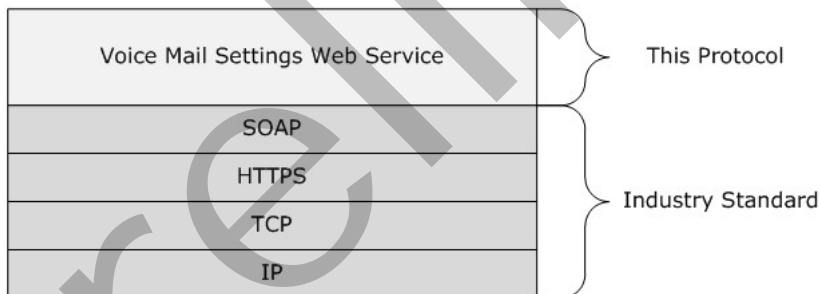 Voice Mail Settings Web Service
This Protocol
SOAP
HTTPS
TCP
IP
Industry Standard